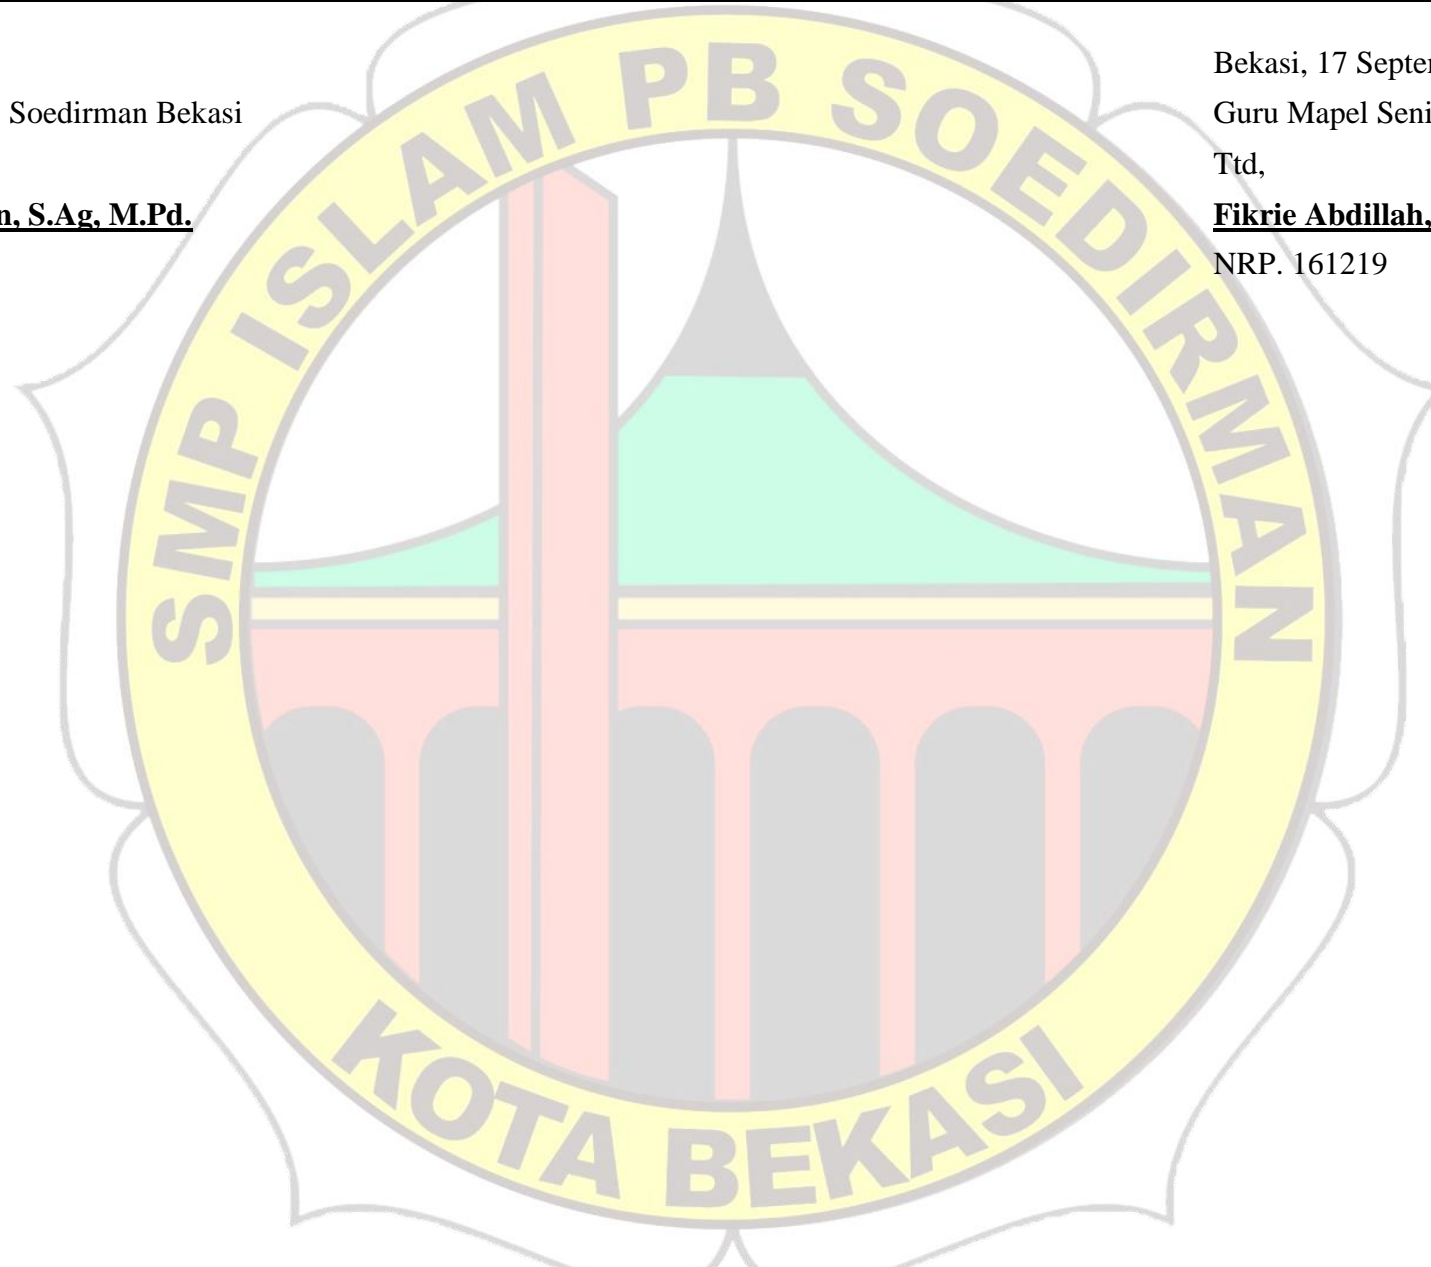 Soedirman Bekasi
n, S.Ag, M.Pd.
Bekasi, 17 Septe
Guru Mapel Seni
Ttd,
Fikrie Abdillah,
NRP. 161219
SMP ISLAM PB SOEDIRMAN
KOTA BEKASI